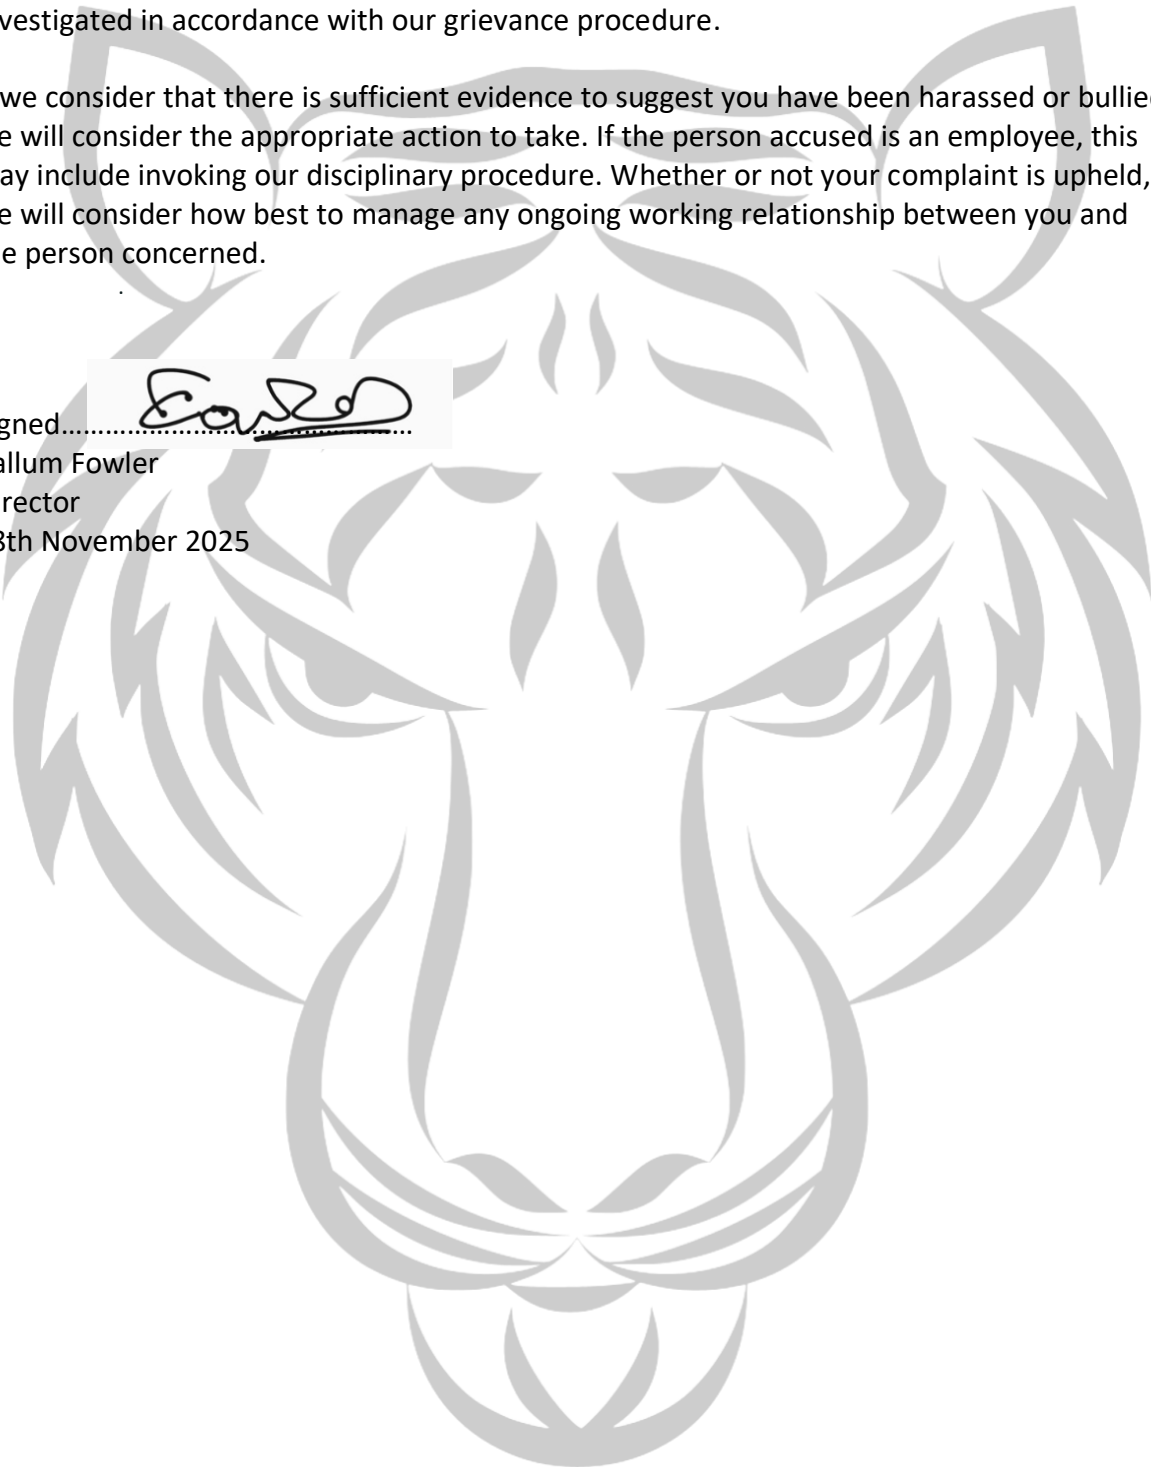 vestigated in accordance with our grievance procedure.
we consider that there is sufficient evidence to suggest you have been harassed or bullied
e will consider the appropriate action to take. If the person accused is an employee, this
ay include invoking our disciplinary procedure. Whether or not your complaint is upheld,
e will consider how best to manage any ongoing working relationship between you and
e person concerned.
.
gned................................................
allum Fowler
rector
8th November 2025